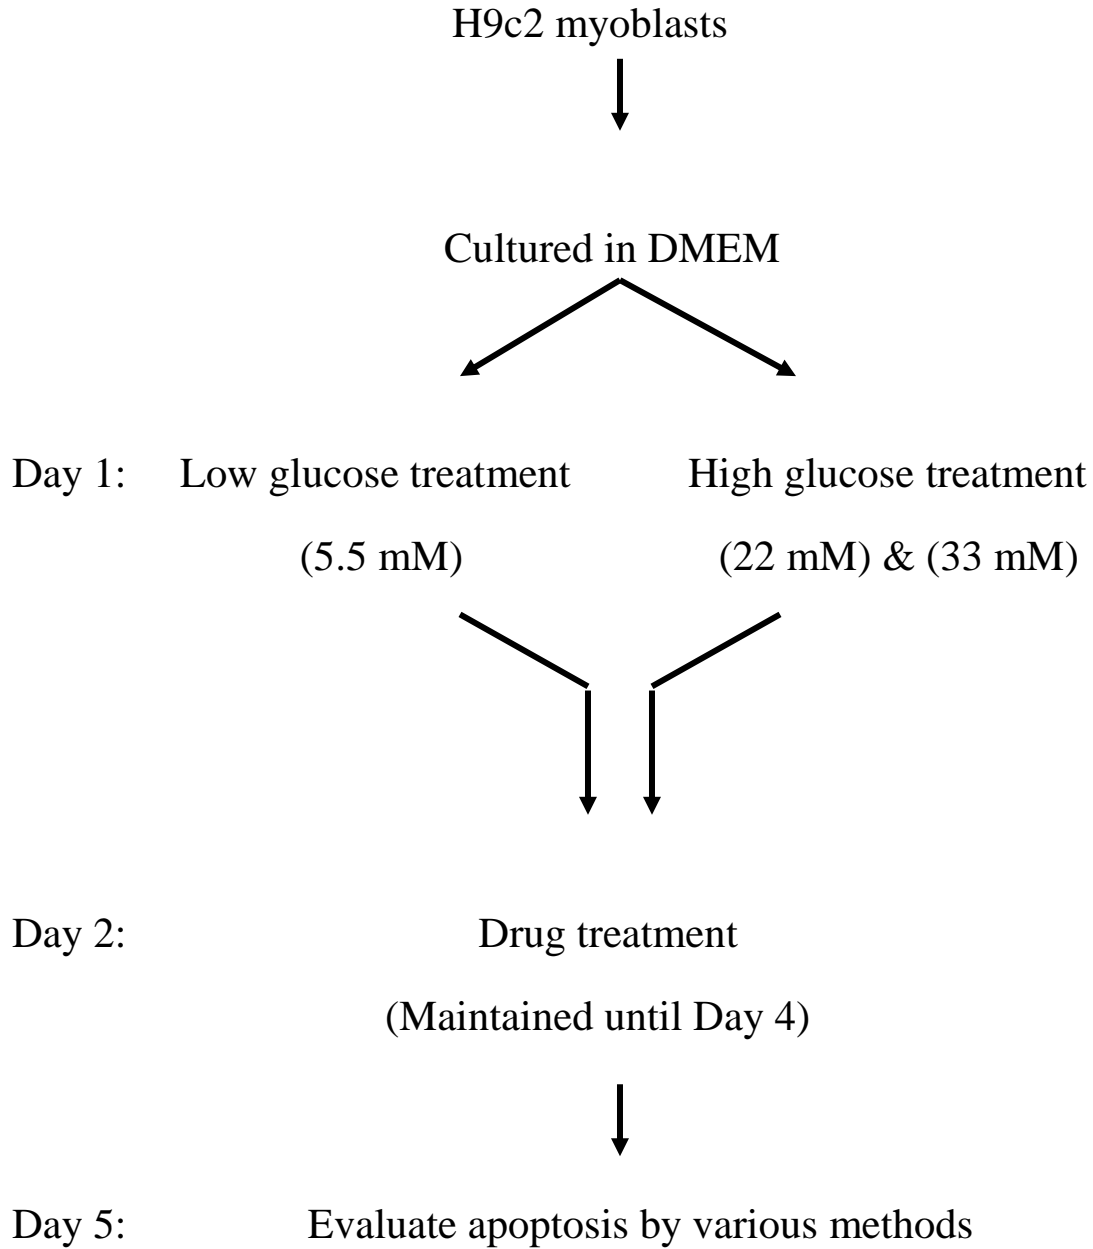 H9c2 myoblasts
Cultured in DMEM
Day 1: Low glucose treatment High glucose treatment
(5.5 mM) (22 mM) & (33 mM)
Day 2: Drug treatment
(Maintained until Day 4)
Day 5: Evaluate apoptosis by various methods